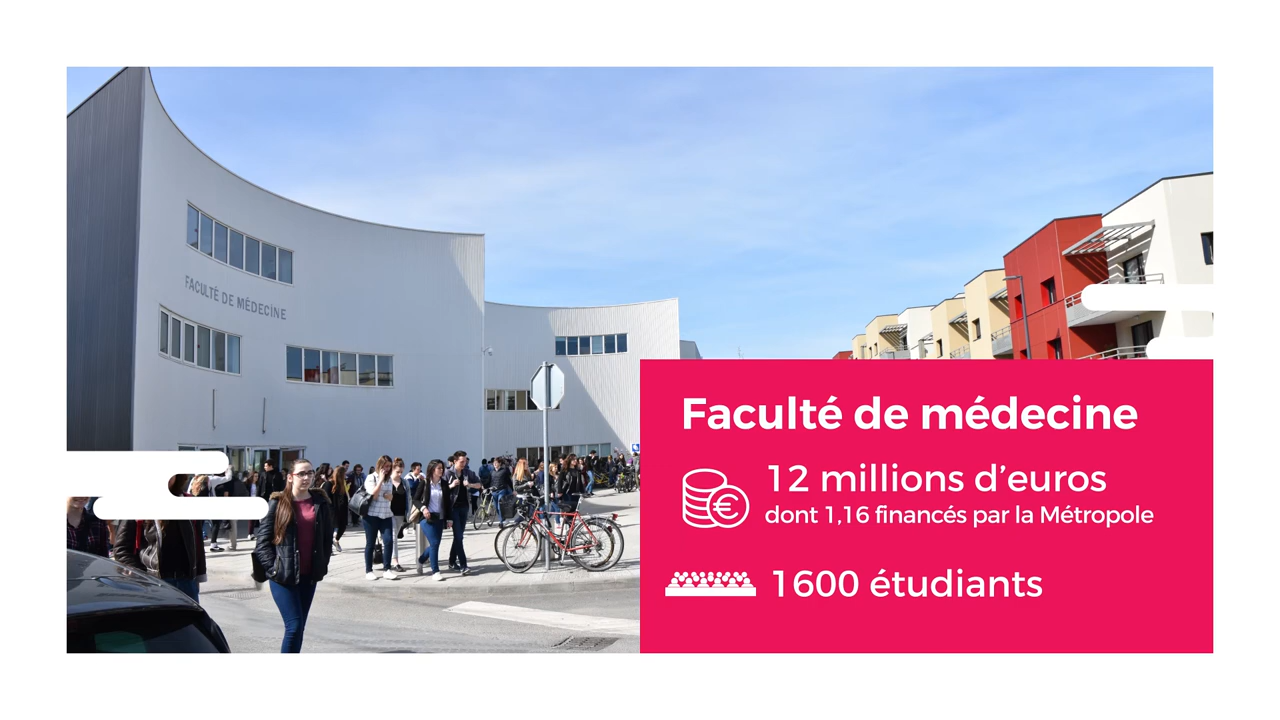 FACULTÉ DE MÉDECINE
Faculté de médecine
12 millions d'euros
dont 1,16 financés par la Métropole
1600 étudiants